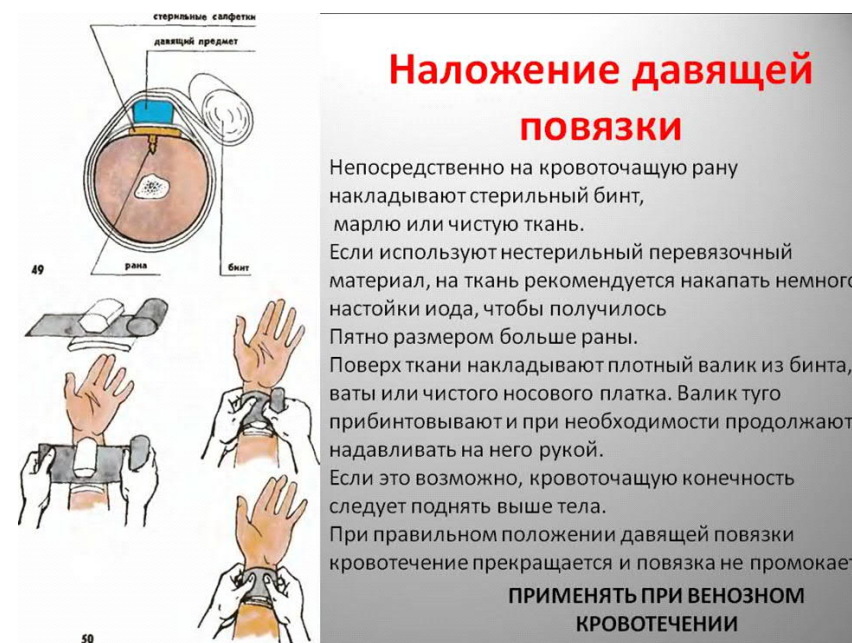 стерильные салфетки
давящий предмет
49
рана
бинт
50
Наложение давящей
повязки
Непосредственно на кровоточащую рану
накладывают стерильный бинт,
марлю или чистую ткань.
Если используют нестерильный перевязочный
материал, на ткань рекомендуется накапать немного
настойки иода, чтобы получилось
Пятно размером больше раны.
Поверх ткани накладывают плотный валик из бинта,
ваты или чистого носового платка. Валик туго
прибинтовывают и при необходимости продолжают
надавливать на него рукой.
Если это возможно, кровоточащую конечность
следует поднять выше тела.
При правильном положении давящей повязки
кровотечение прекращается и повязка не промокает
ПРИМЕНЯТЬ ПРИ ВЕНОЗНОМ
КРОВОТЕЧЕНИИ